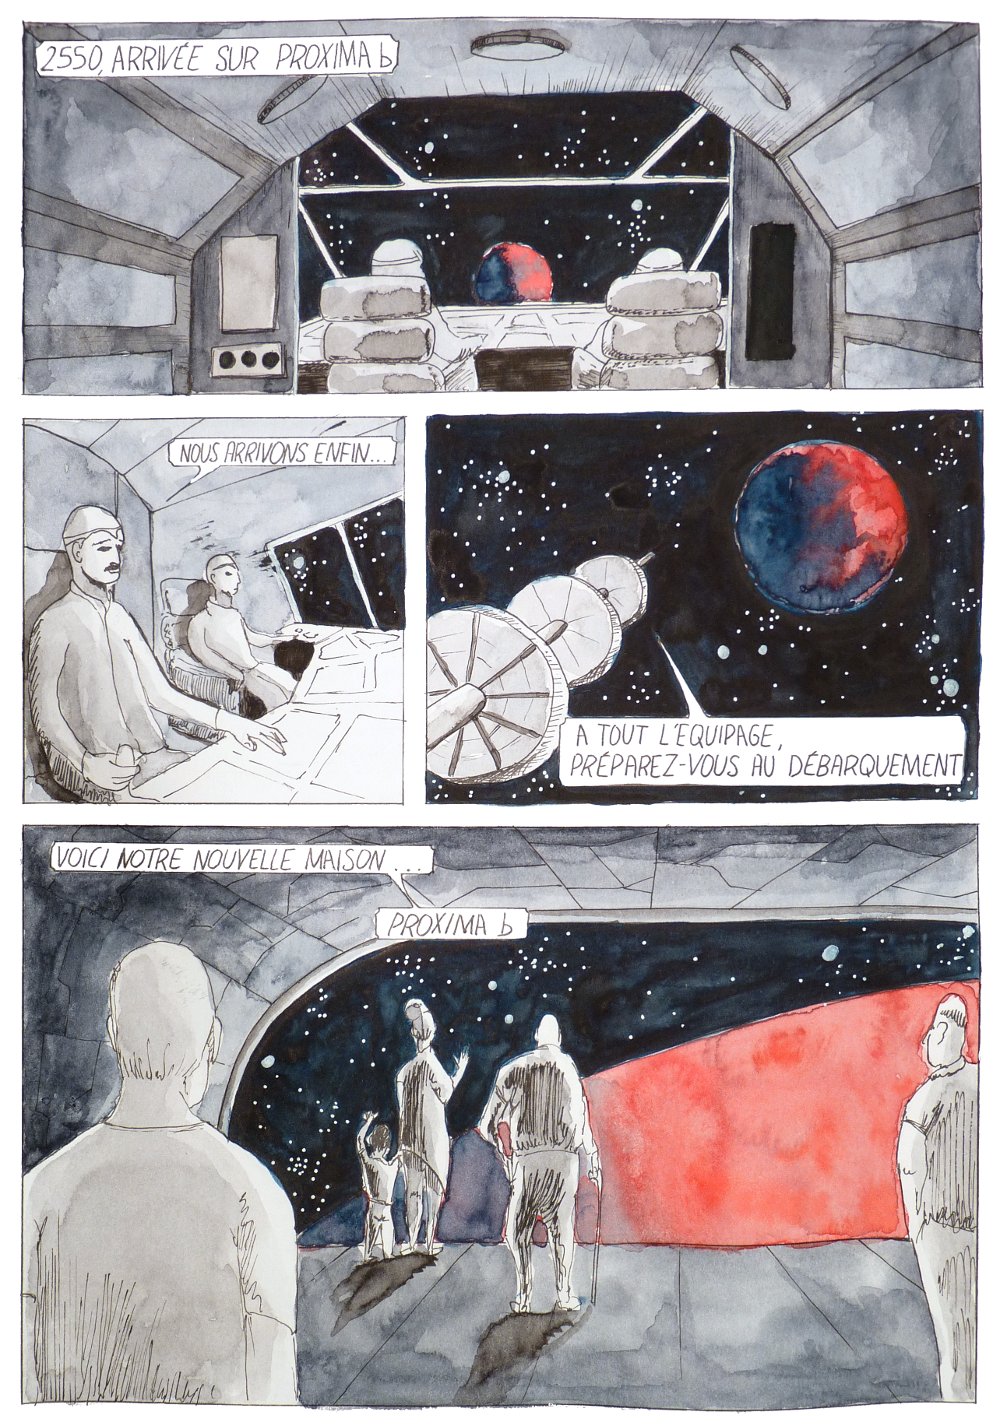 2550, ARRIVÉE SUR PROXIMA b
NOUS ARRIVONS ENFIN...
A TOUT L'EQUIPAGE,
PRÉPAREZ-VOUS AU DÉBARQUEMENT
VOICI NOTRE NOUVELLE MAISON...
PROXIMA b